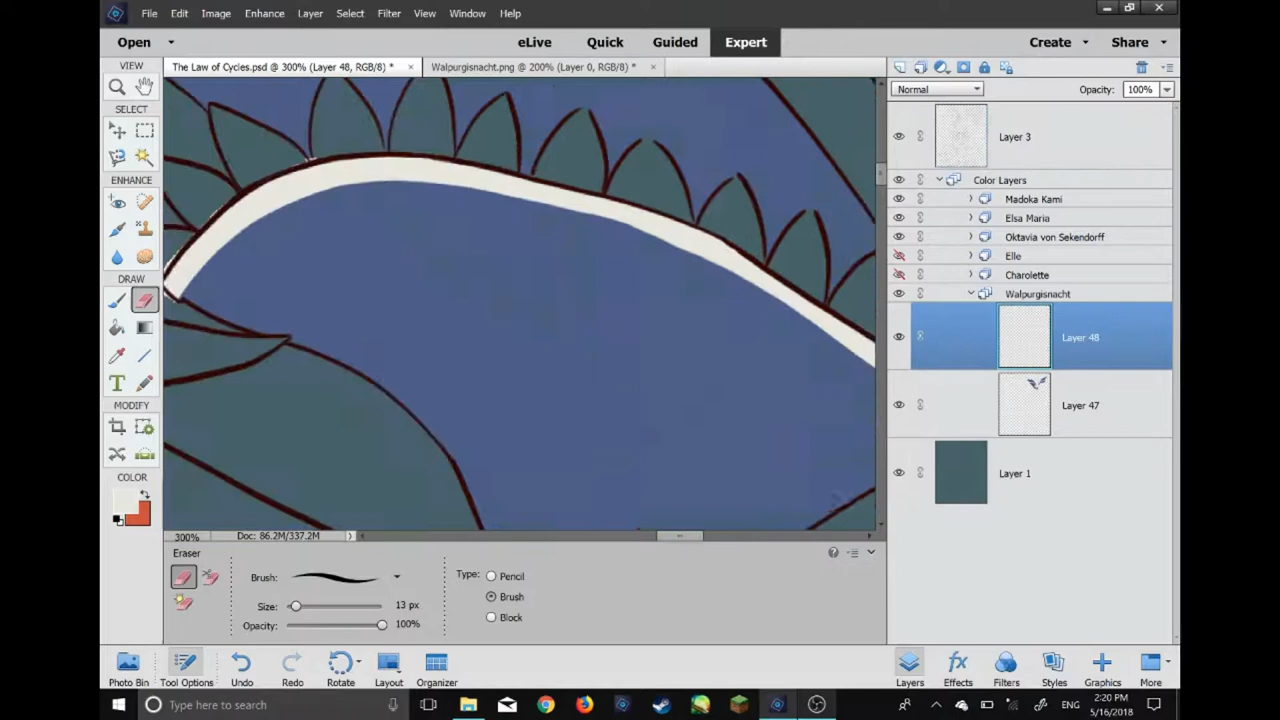 File Edit Image Enhance Layer Select Filter View Window Help
Open eLive Quick Guided Expert Create Share
VIEW
The Law of Cycles.psd @ 300% (Layer 48, RGB/8) * × Walpurgisnacht.png @ 200% (Layer 0, RGB/8) * ×
Normal Opacity: 100%
SELECT
Layer 3
ENHANCE
Color Layers
Madoka Kami
Elsa Maria
Oktavia von Sekendorff
Elle
Charolette
Walpurgisnacht
DRAW
Layer 48
T
MODIFY
Layer 47
COLOR
Layer 1
300% Doc: 86.2M/337.2M
Eraser
Brush: Type: Pencil
Size: 13 px Brush
Opacity: 100% Block
Photo Bin Tool Options Undo Redo Rotate Layout Organizer Layers Effects Filters Styles Graphics More
Type here to search ENG 2:20 PM
5/16/2018